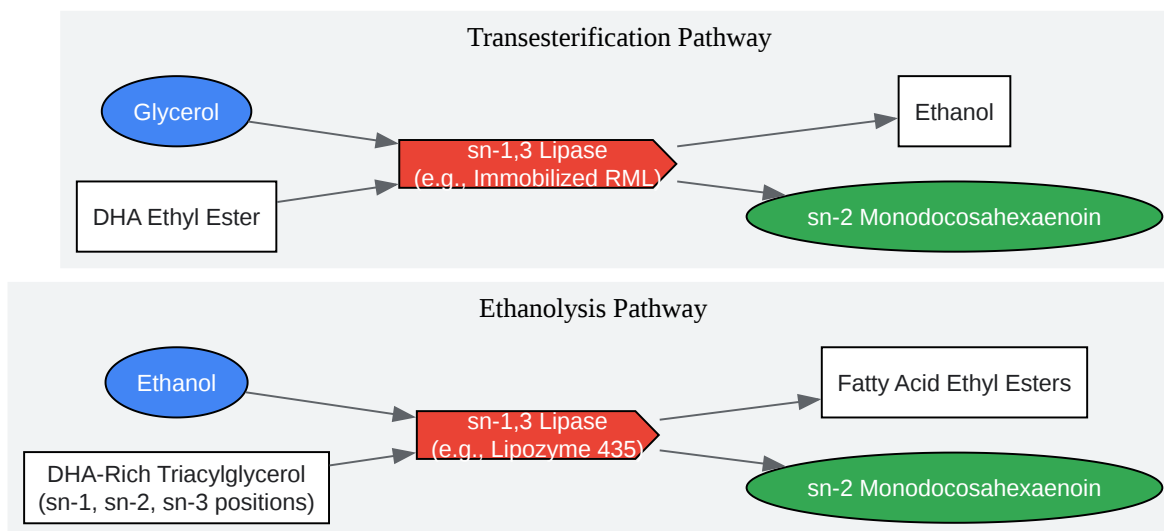 Transesterification Pathway
Glycerol
DHA Ethyl Ester
sn-1,3 Lipase
(e.g., Immobilized RML)
Ethanol
sn-2 Monodocosahexaenoin
Ethanolysis Pathway
Ethanol
DHA-Rich Triacylglycerol
(sn-1, sn-2, sn-3 positions)
sn-1,3 Lipase
(e.g., Lipozyme 435)
Fatty Acid Ethyl Esters
sn-2 Monodocosahexaenoin